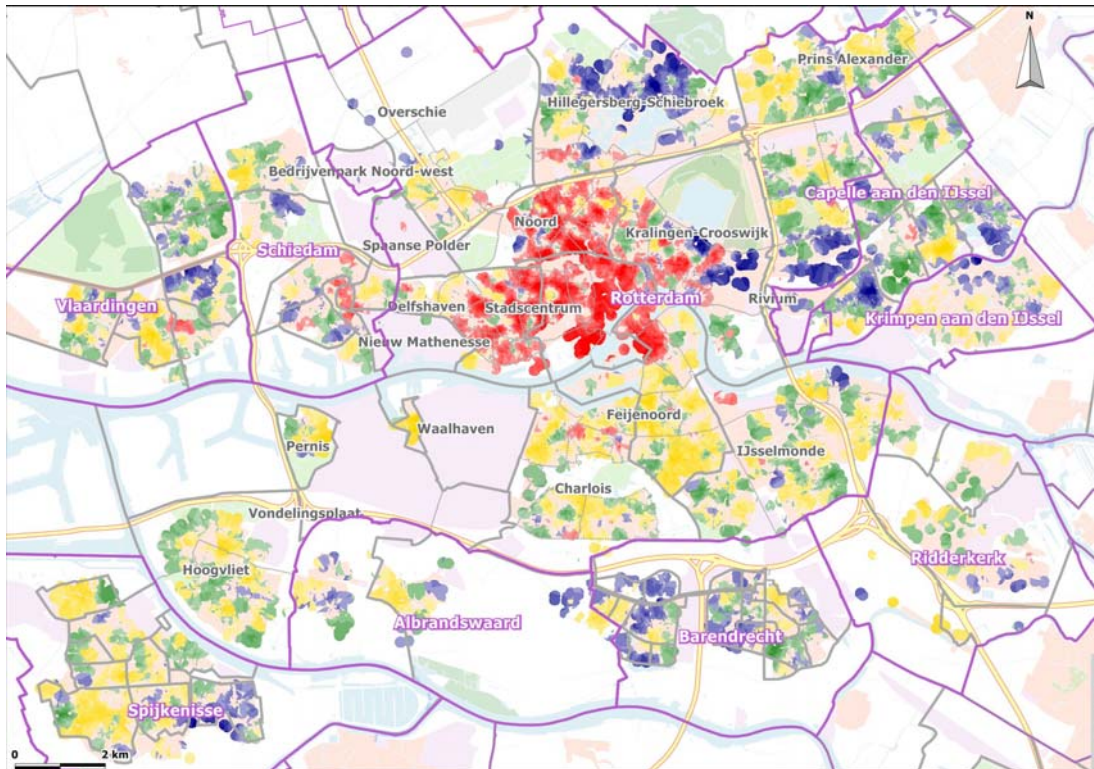 N
Prins Alexander
Hillegersberg-Schiebroek
Overschie
Bedrijvenpark Noord-west
Capelle aan den IJssel
Noord
Kralingen-Crooswijk
Spaanse Polder
Schiedam
Vlaardingen
Delfshaven
Stadscentrum
Rotterdam
Rivium
Krimpen aan den IJssel
Nieuw Mathenesse
Feijenoord
Waalhaven
Pernis
IJsselmonde
Charlois
Vondelingsplaat
Ridderkerk
Hoogvliet
Albrandswaard
Barendrecht
Spijkenisse
0 2 km